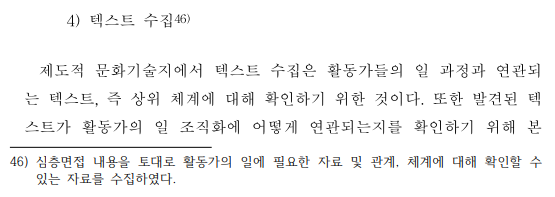 4) 텍스트 수집46)
제도적 문화기술지에서 텍스트 수집은 활동가들의 일 과정과 연관되
는 텍스트, 즉 상위 체계에 대해 확인하기 위한 것이다. 또한 발견된 텍
스트가 활동가의 일 조직화에 어떻게 연관되는지를 확인하기 위해 본
46) 심층면접 내용을 토대로 활동가의 일에 필요한 자료 및 관계, 체계에 대해 확인할 수
있는 자료를 수집하였다.